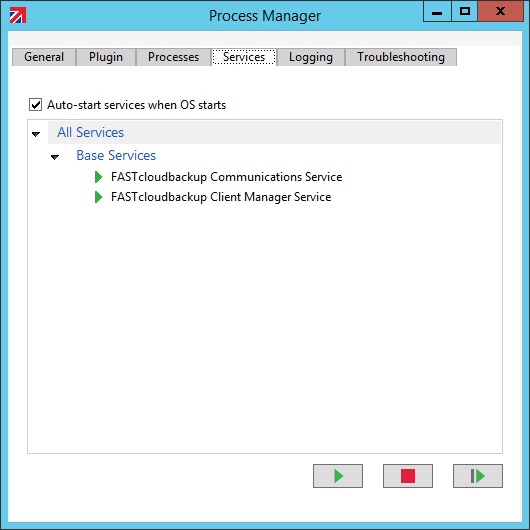 Process Manager
General Plugin Processes Services Logging Troubleshooting
Auto-start services when OS starts
All Services
Base Services
FASTcloudbackup Communications Service
FASTcloudbackup Client Manager Service